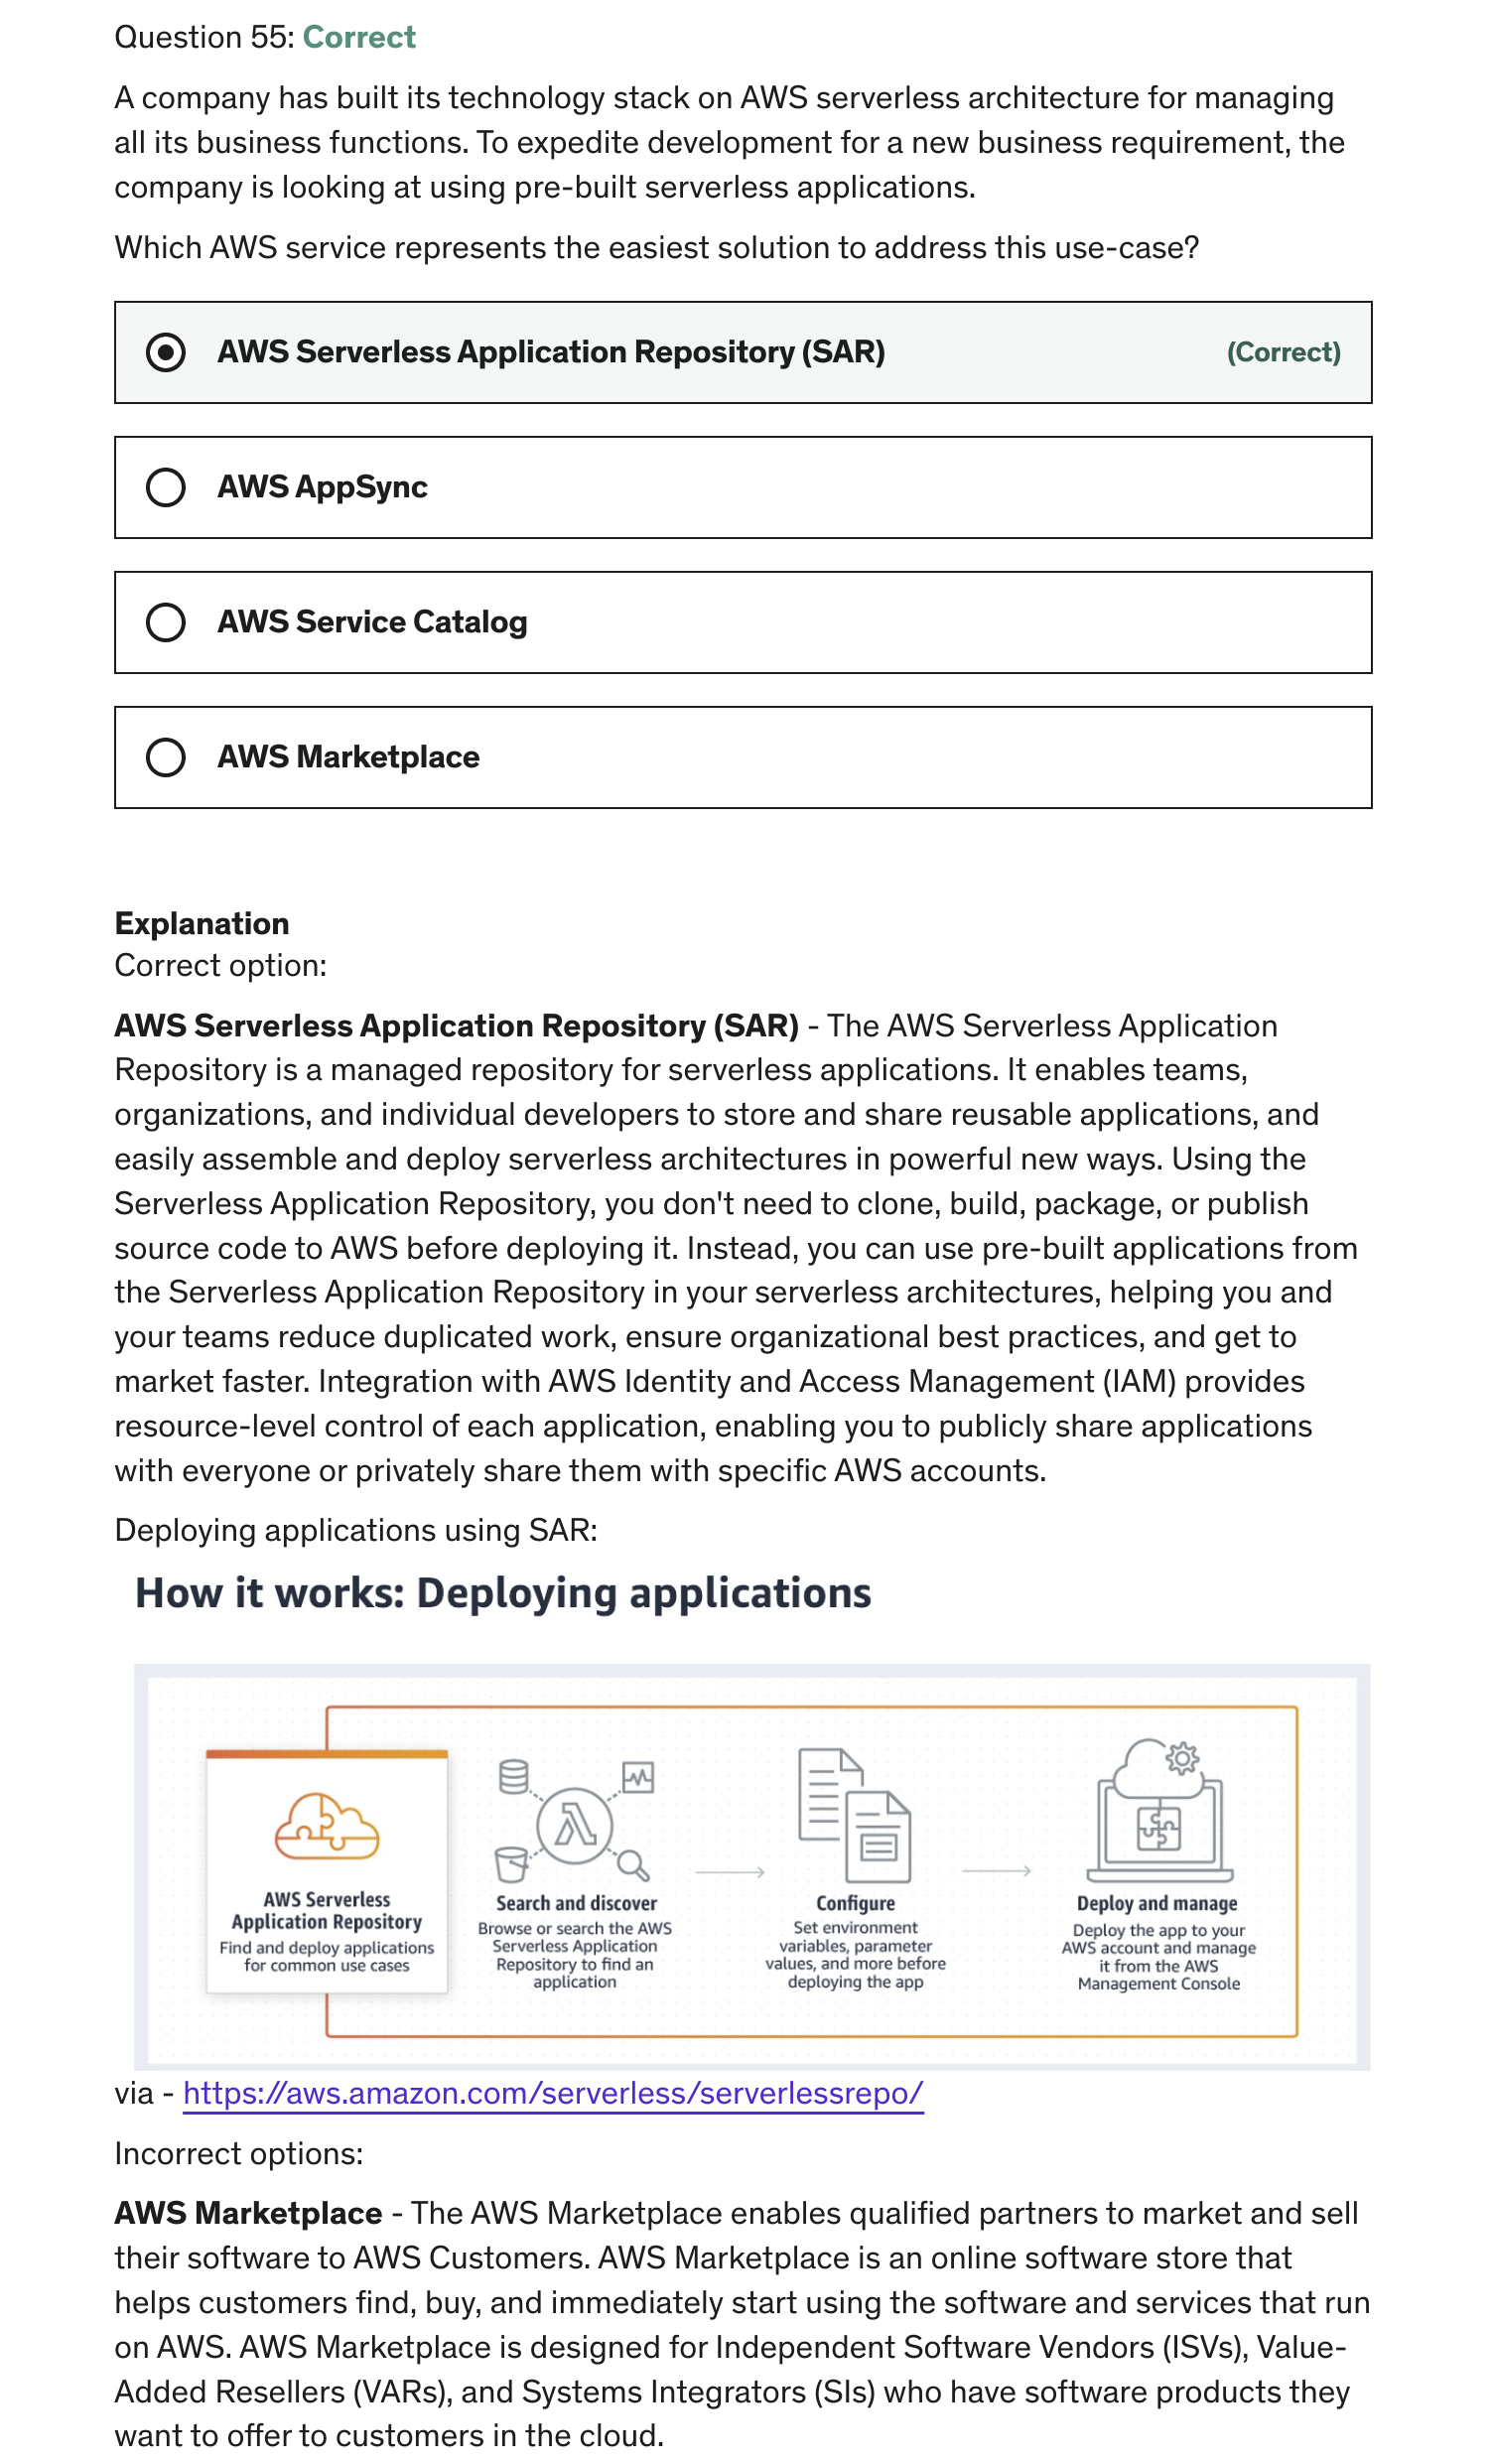 Question 55: Correct
A company has built its technology stack on AWS serverless architecture for managing
all its business functions. To expedite development for a new business requirement, the
company is looking at using pre-built serverless applications.
Which AWS service represents the easiest solution to address this use-case?
AWS Serverless Application Repository (SAR) (Correct)
AWS AppSync
AWS Service Catalog
AWS Marketplace
Explanation
Correct option:
AWS Serverless Application Repository (SAR) - The AWS Serverless Application
Repository is a managed repository for serverless applications. It enables teams,
organizations, and individual developers to store and share reusable applications, and
easily assemble and deploy serverless architectures in powerful new ways. Using the
Serverless Application Repository, you don't need to clone, build, package, or publish
source code to AWS before deploying it. Instead, you can use pre-built applications from
the Serverless Application Repository in your serverless architectures, helping you and
your teams reduce duplicated work, ensure organizational best practices, and get to
market faster. Integration with AWS Identity and Access Management (IAM) provides
resource-level control of each application, enabling you to publicly share applications
with everyone or privately share them with specific AWS accounts.
Deploying applications using SAR:
How it works: Deploying applications
AWS Serverless
Application Repository
Find and deploy applications
for common use cases
Search and discover
Browse or search the AWS
Serverless Application
Repository to find an
application
Configure
Set environment
variables, parameter
values, and more before
deploying the app
Deploy and manage
Deploy the app to your
AWS account and manage
it from the AWS
Management Console
via - https://aws.amazon.com/serverless/serverlessrepo/
Incorrect options:
AWS Marketplace - The AWS Marketplace enables qualified partners to market and sell
their software to AWS Customers. AWS Marketplace is an online software store that
helps customers find, buy, and immediately start using the software and services that run
on AWS. AWS Marketplace is designed for Independent Software Vendors (ISVs), Value-
Added Resellers (VARs), and Systems Integrators (SIs) who have software products they
want to offer to customers in the cloud.